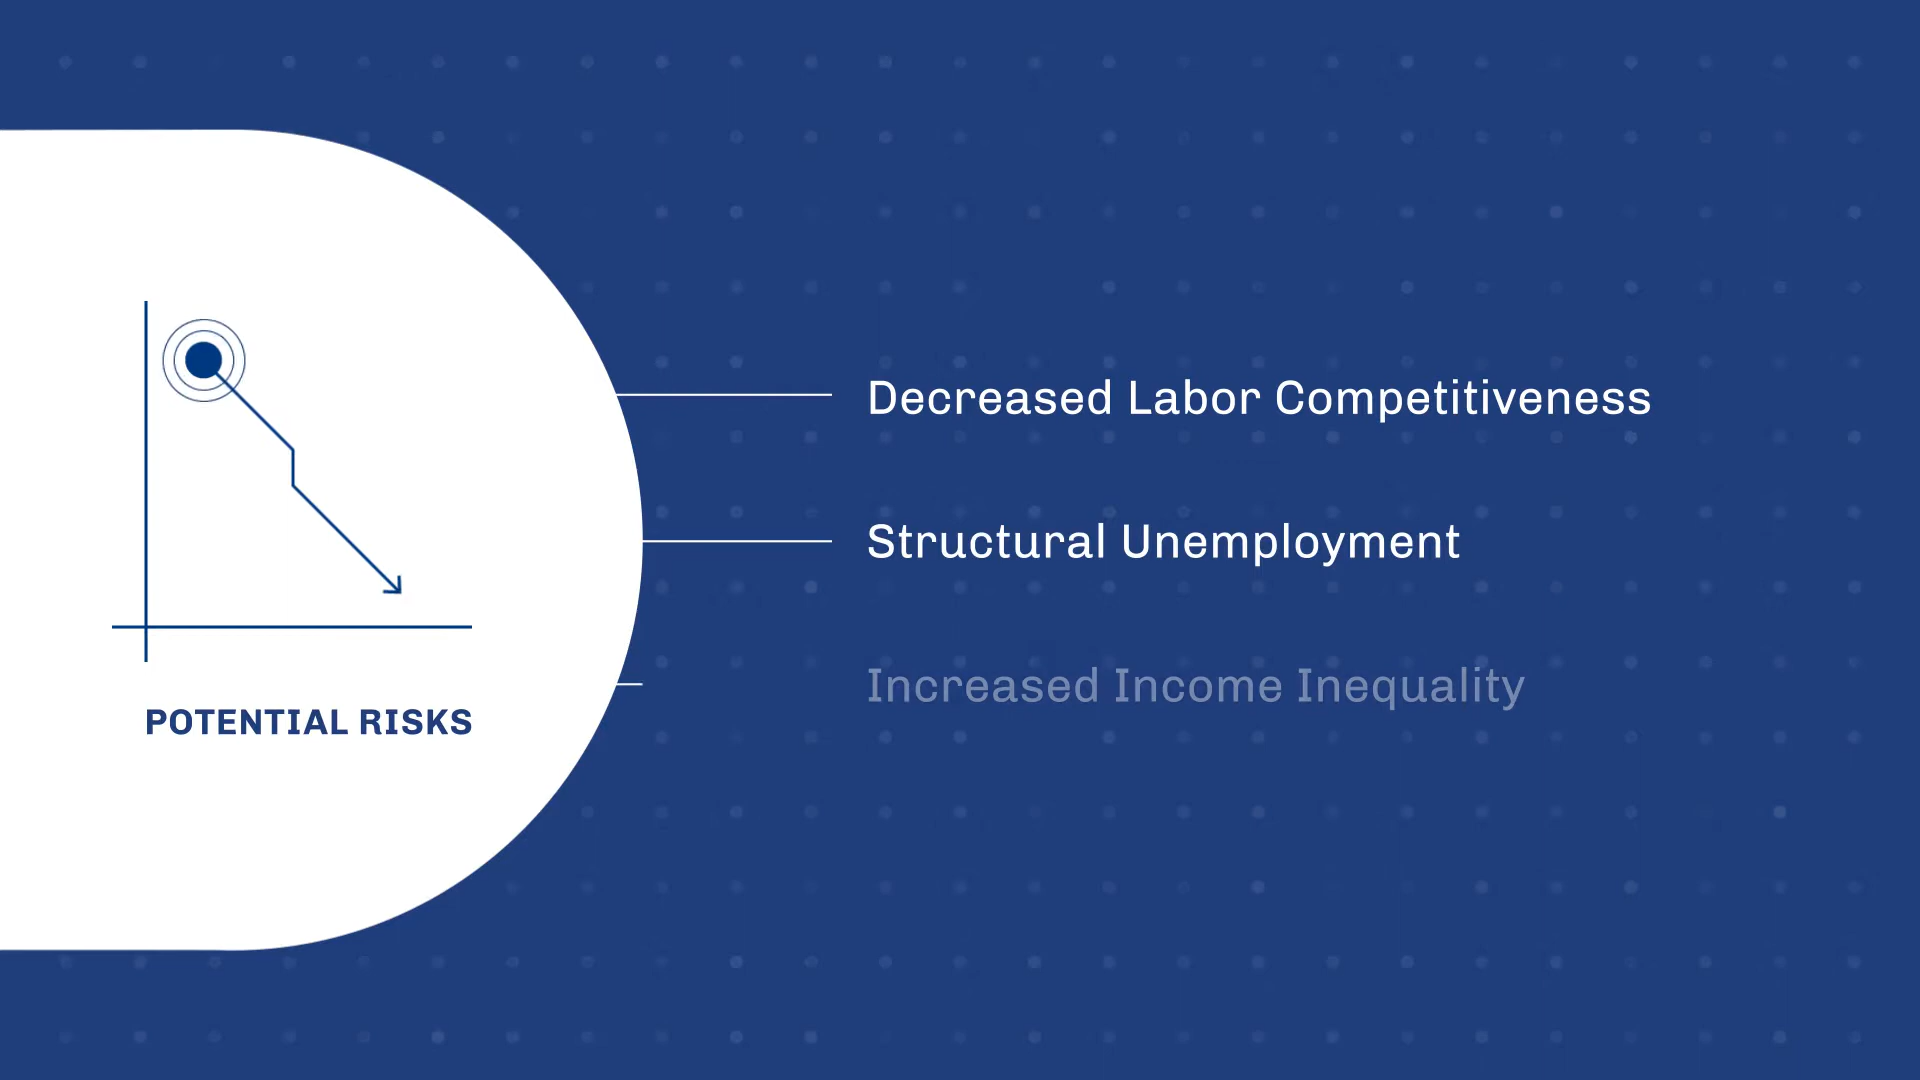 Decreased Labor Competitiveness
Structural Unemployment
Increased Income Inequality
POTENTIAL RISKS